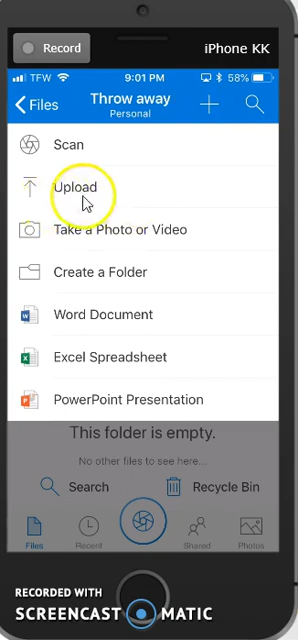 Record iPhone KK
TFW 9:01 PM 58%
Files Throw away
Personal
Scan
Upload
Take a Photo or Video
Create a Folder
Word Document
Excel Spreadsheet
PowerPoint Presentation
This folder is empty.
No other files to see here...
Search Recycle Bin
Files Recent Shared Photos
RECORDED WITH
SCREENCAST MATIC